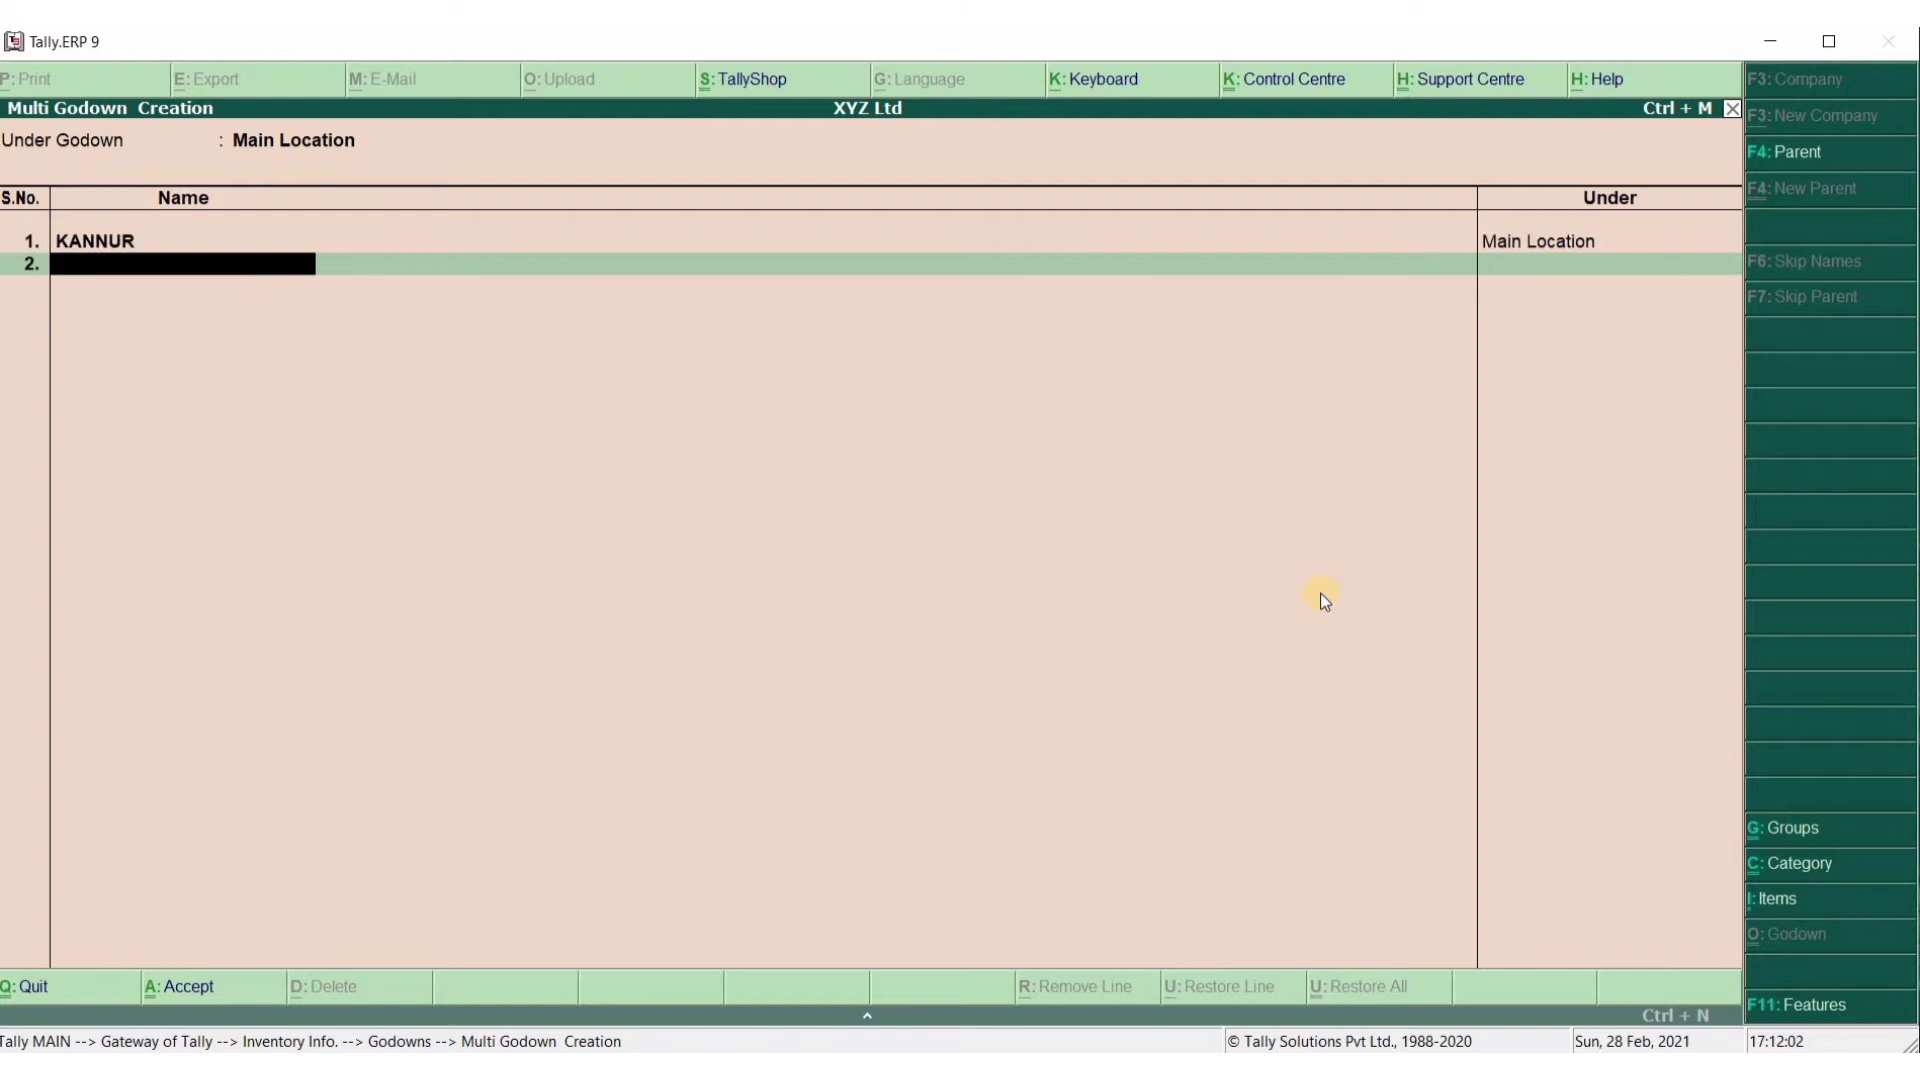 Tally.ERP 9
P: Print E: Export M: E-Mail O: Upload S: TallyShop G: Language K: Keyboard K: Control Centre H: Support Centre H: Help
F3: Company
Multi Godown Creation XYZ Ltd Ctrl + M
F3: New Company
Under Godown : Main Location
F4: Parent
F4: New Parent
S.No. Name Under
1. KANNUR Main Location
2.
F6: Skip Names
F7: Skip Parent
G: Groups
C: Category
I: Items
O: Godown
Q: Quit A: Accept D: Delete R: Remove Line U: Restore Line U: Restore All
F11: Features
Ctrl + N
Tally MAIN --> Gateway of Tally --> Inventory Info. --> Godowns --> Multi Godown Creation © Tally Solutions Pvt Ltd., 1988-2020 Sun, 28 Feb, 2021 17:12:02